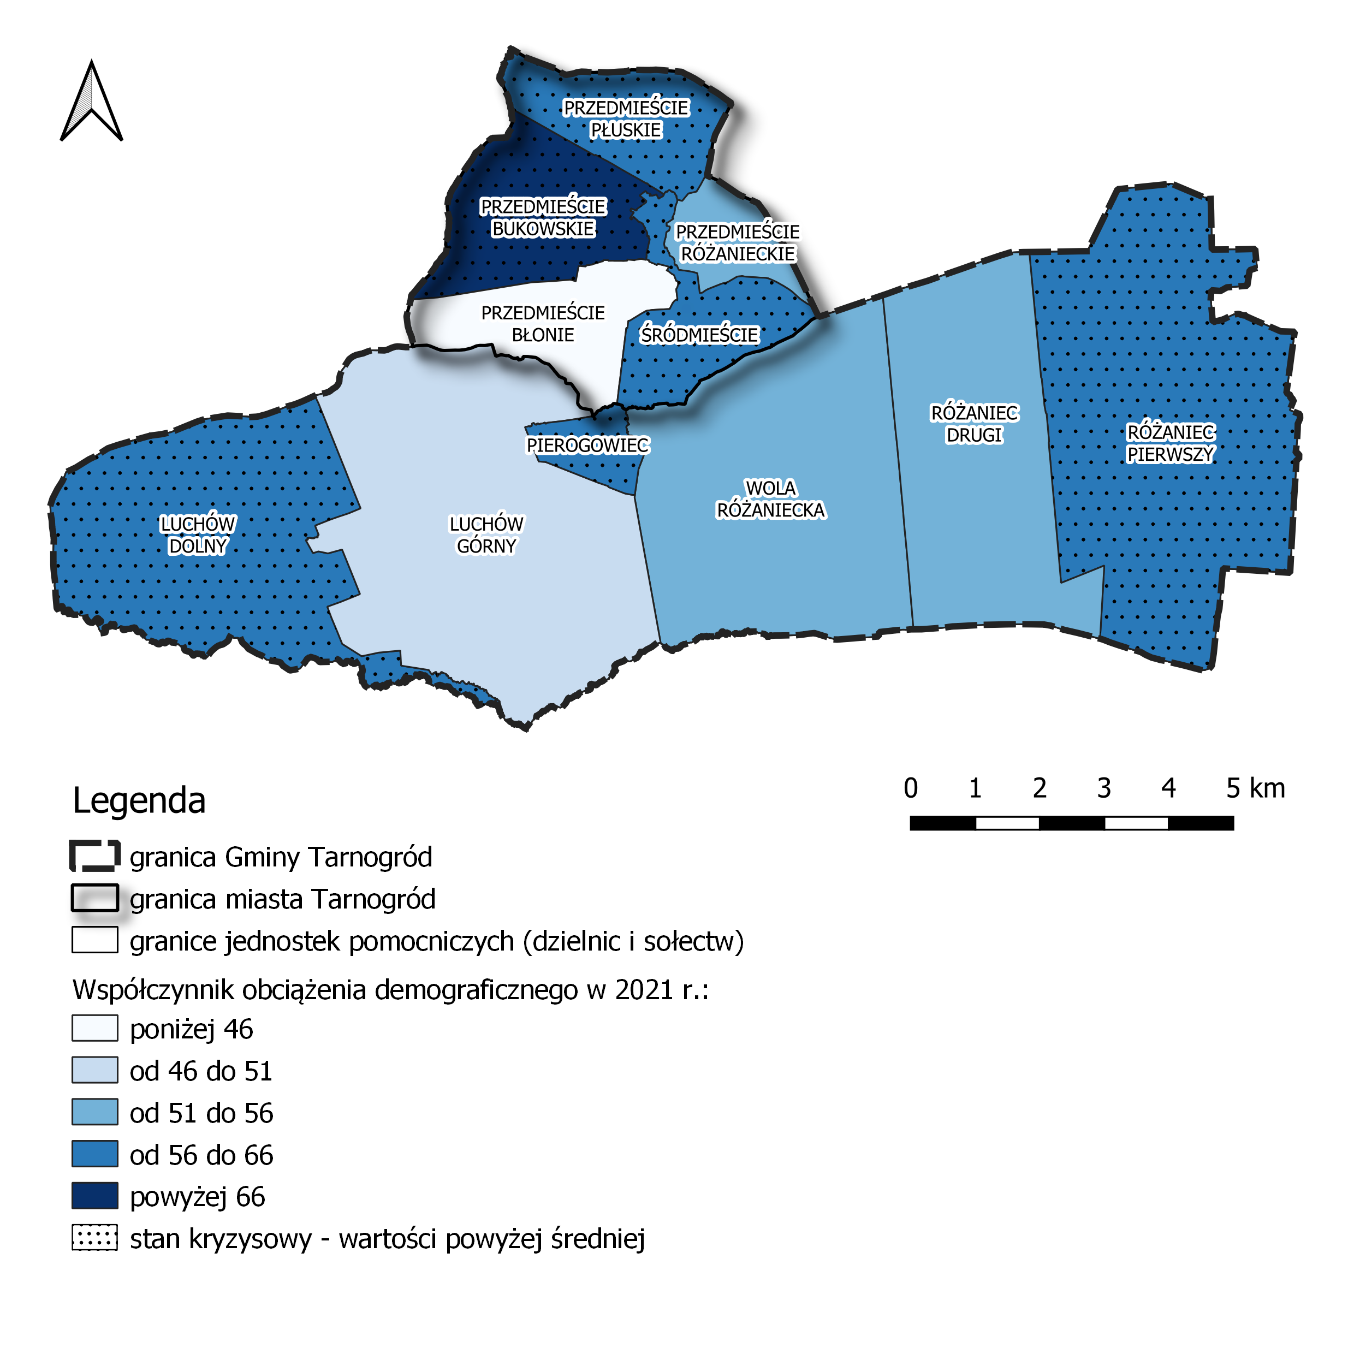 PRZEDMIEŚCIE
PŁUSKIE
PRZEDMIEŚCIE
BUKOWSKIE
PRZEDMIEŚCIE
RÓŻANIECKIE
PRZEDMIEŚCIE
BŁONIE
ŚRÓDMIEŚCIE
PIEROGOWIEC
RÓŻANIEC
DRUGI
RÓŻANIEC
PIERWSZY
WOLA
RÓŻANIECKA
LUCHÓW
DOLNY
LUCHÓW
GÓRNY
0 1 2 3 4 5 km
Legenda
granica Gminy Tarnogród
granica miasta Tarnogród
granice jednostek pomocniczych (dzielnic i sołectw)
Współczynnik obciążenia demograficznego w 2021 r.:
poniżej 46
od 46 do 51
od 51 do 56
od 56 do 66
powyżej 66
stan kryzysowy - wartości powyżej średniej